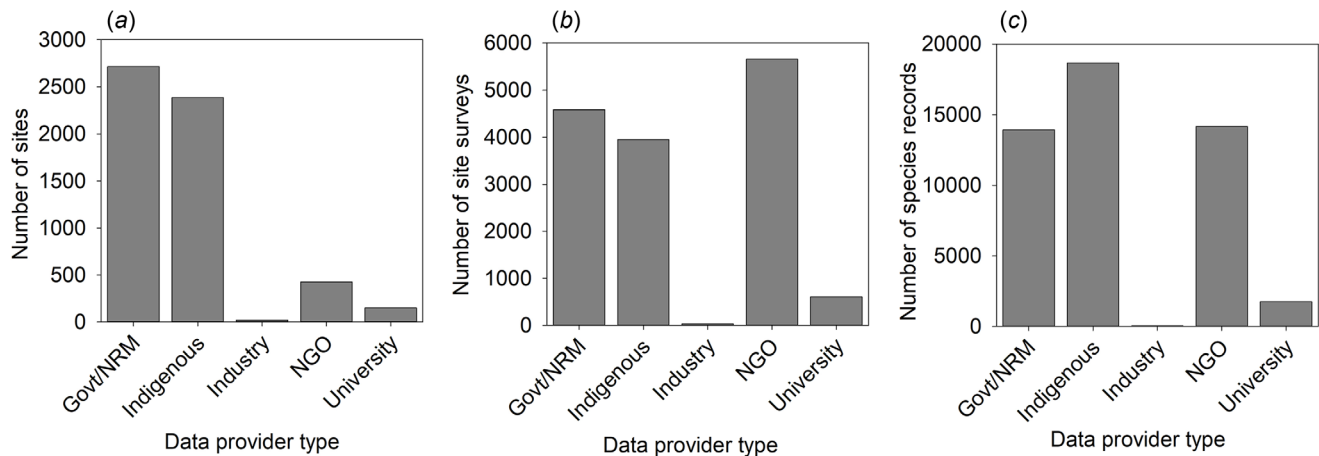 (a)
Number of sites
3000
2500
2000
1500
1000
500
0
Govt/NRM
Indigenous
Industry
NGO
University
Data provider type
(b)
Number of site surveys
6000
5000
4000
3000
2000
1000
0
Govt/NRM
Indigenous
Industry
NGO
University
Data provider type
(c)
Number of species records
20000
15000
10000
5000
0
Govt/NRM
Indigenous
Industry
NGO
University
Data provider type